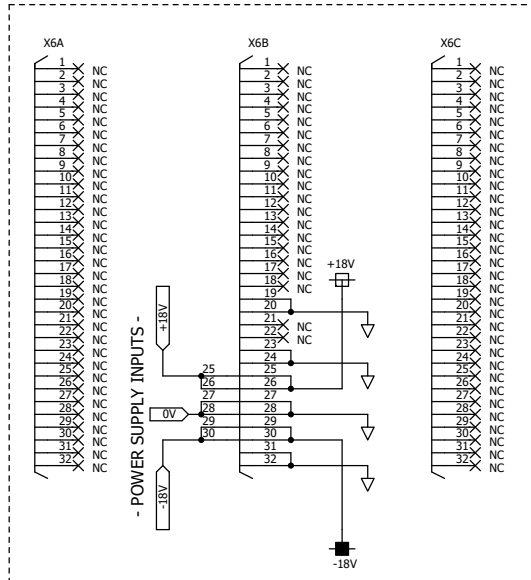 X6A
1 NC
2 NC
3 NC
4 NC
5 NC
6 NC
7 NC
8 NC
9 NC
10 NC
11 NC
12 NC
13 NC
14 NC
15 NC
16 NC
17 NC
18 NC
19 NC
20 NC
21 NC
22 NC
23 NC
24 NC
25 NC
26 NC
27 NC
28 NC
29 NC
30 NC
31 NC
32 NC
- POWER SUPPLY INPUTS -
+18V
0V
-18V
25
26
27
28
29
30
X6B
1 NC
2 NC
3 NC
4 NC
5 NC
6 NC
7 NC
8 NC
9 NC
10 NC
11 NC
12 NC
13 NC
14 NC
15 NC
16 NC
17 NC
18 NC
19
20
21 NC
22 NC
23
24
25
26
27
28
29
30
31
32
+18V
-18V
X6C
1 NC
2 NC
3 NC
4 NC
5 NC
6 NC
7 NC
8 NC
9 NC
10 NC
11 NC
12 NC
13 NC
14 NC
15 NC
16 NC
17 NC
18 NC
19 NC
20 NC
21 NC
22 NC
23 NC
24 NC
25 NC
26 NC
27 NC
28 NC
29 NC
30 NC
31 NC
32 NC